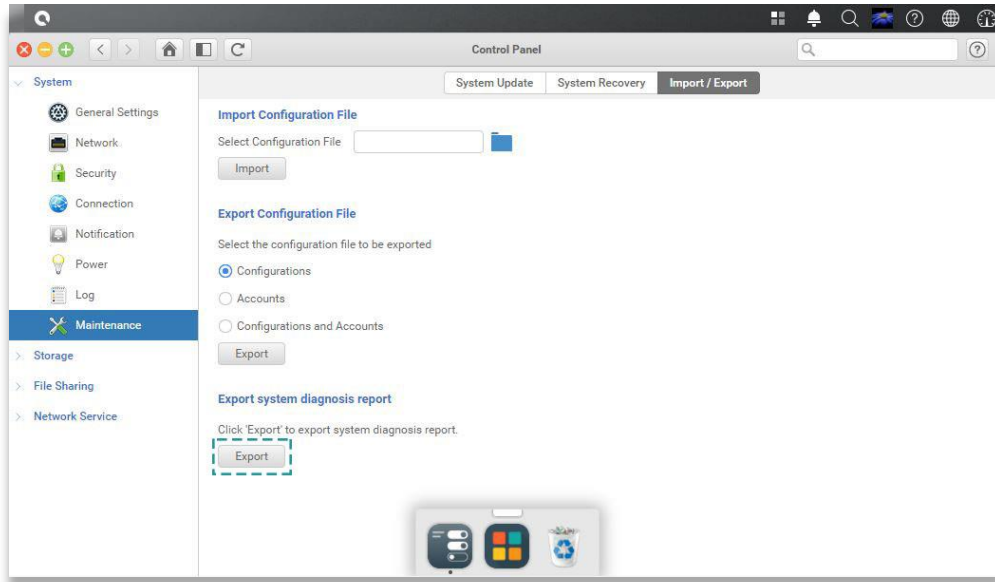 Control Panel
System
General Settings
Network
Security
Connection
Notification
Power
Log
Maintenance
Storage
File Sharing
Network Service
System Update
System Recovery
Import / Export
Import Configuration File
Select Configuration File
Import
Export Configuration File
Select the configuration file to be exported
Configurations
Accounts
Configurations and Accounts
Export
Export system diagnosis report
Click 'Export' to export system diagnosis report.
Export